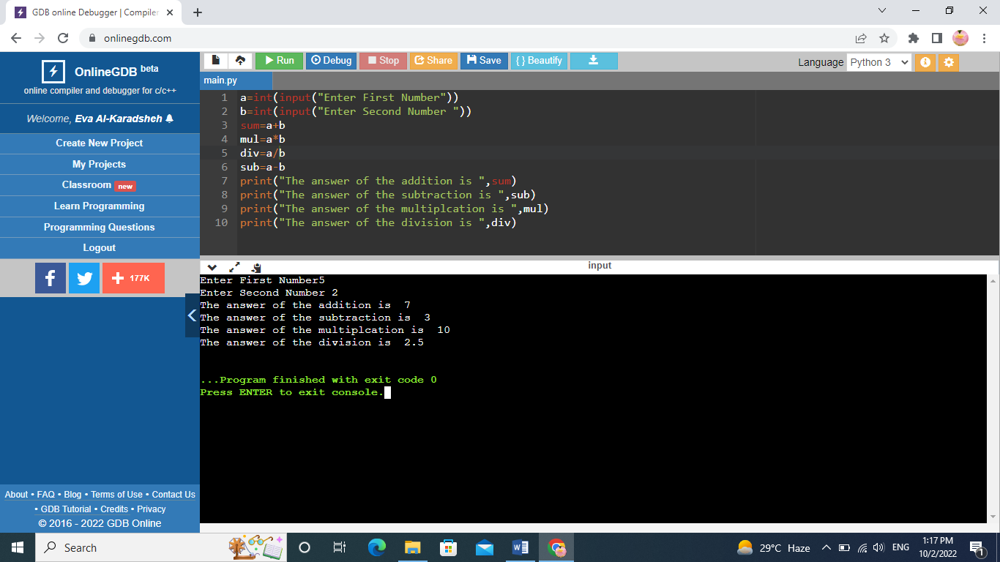 GDB online Debugger | Compiler
onlinegdb.com
OnlineGDB beta
online compiler and debugger for c/c++
Welcome, Eva Al-Karadsheh
Create New Project
My Projects
Classroom new
Learn Programming
Programming Questions
Logout
177K
About • FAQ • Blog • Terms of Use • Contact Us
• GDB Tutorial • Credits • Privacy
© 2016 - 2022 GDB Online
Run Debug Stop Share Save { } Beautify
Language Python 3
main.py
1 a=int(input("Enter First Number"))
2 b=int(input("Enter Second Number "))
3 sum=a+b
4 mul=a*b
5 div=a/b
6 sub=a-b
7 print("The answer of the addition is ",sum)
8 print("The answer of the subtraction is ",sub)
9 print("The answer of the multiplcation is ",mul)
10 print("The answer of the division is ",div)
input
Enter First Number5
Enter Second Number 2
The answer of the addition is  7
The answer of the subtraction is  3
The answer of the multiplcation is  10
The answer of the division is  2.5
...Program finished with exit code 0
Press ENTER to exit console.
Search
29°C Haze
ENG
1:17 PM
10/2/2022
1